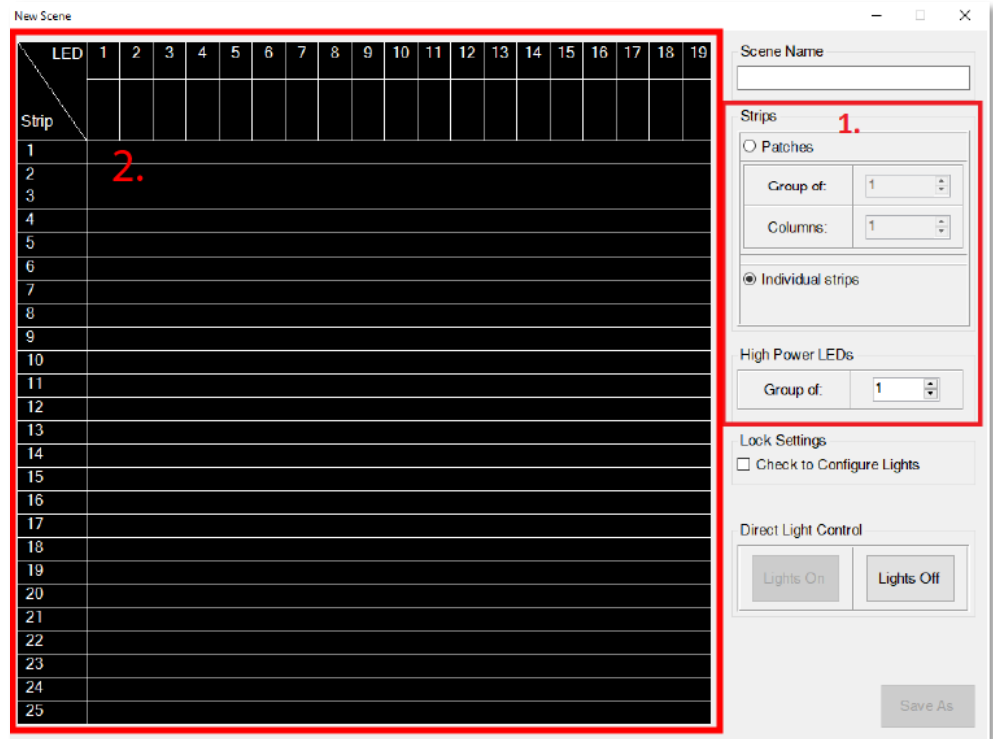 New Scene
LED 1 2 3 4 5 6 7 8 9 10 11 12 13 14 15 16 17 18 19
Strip
1
2
3
4
5
6
7
8
9
10
11
12
13
14
15
16
17
18
19
20
21
22
23
24
25
2.
Scene Name
Strips
1.
Patches
Group of: 1
Columns: 1
Individual strips
High Power LEDs
Group of: 1
Lock Settings
Check to Configure Lights
Direct Light Control
Lights On Lights Off
Save As